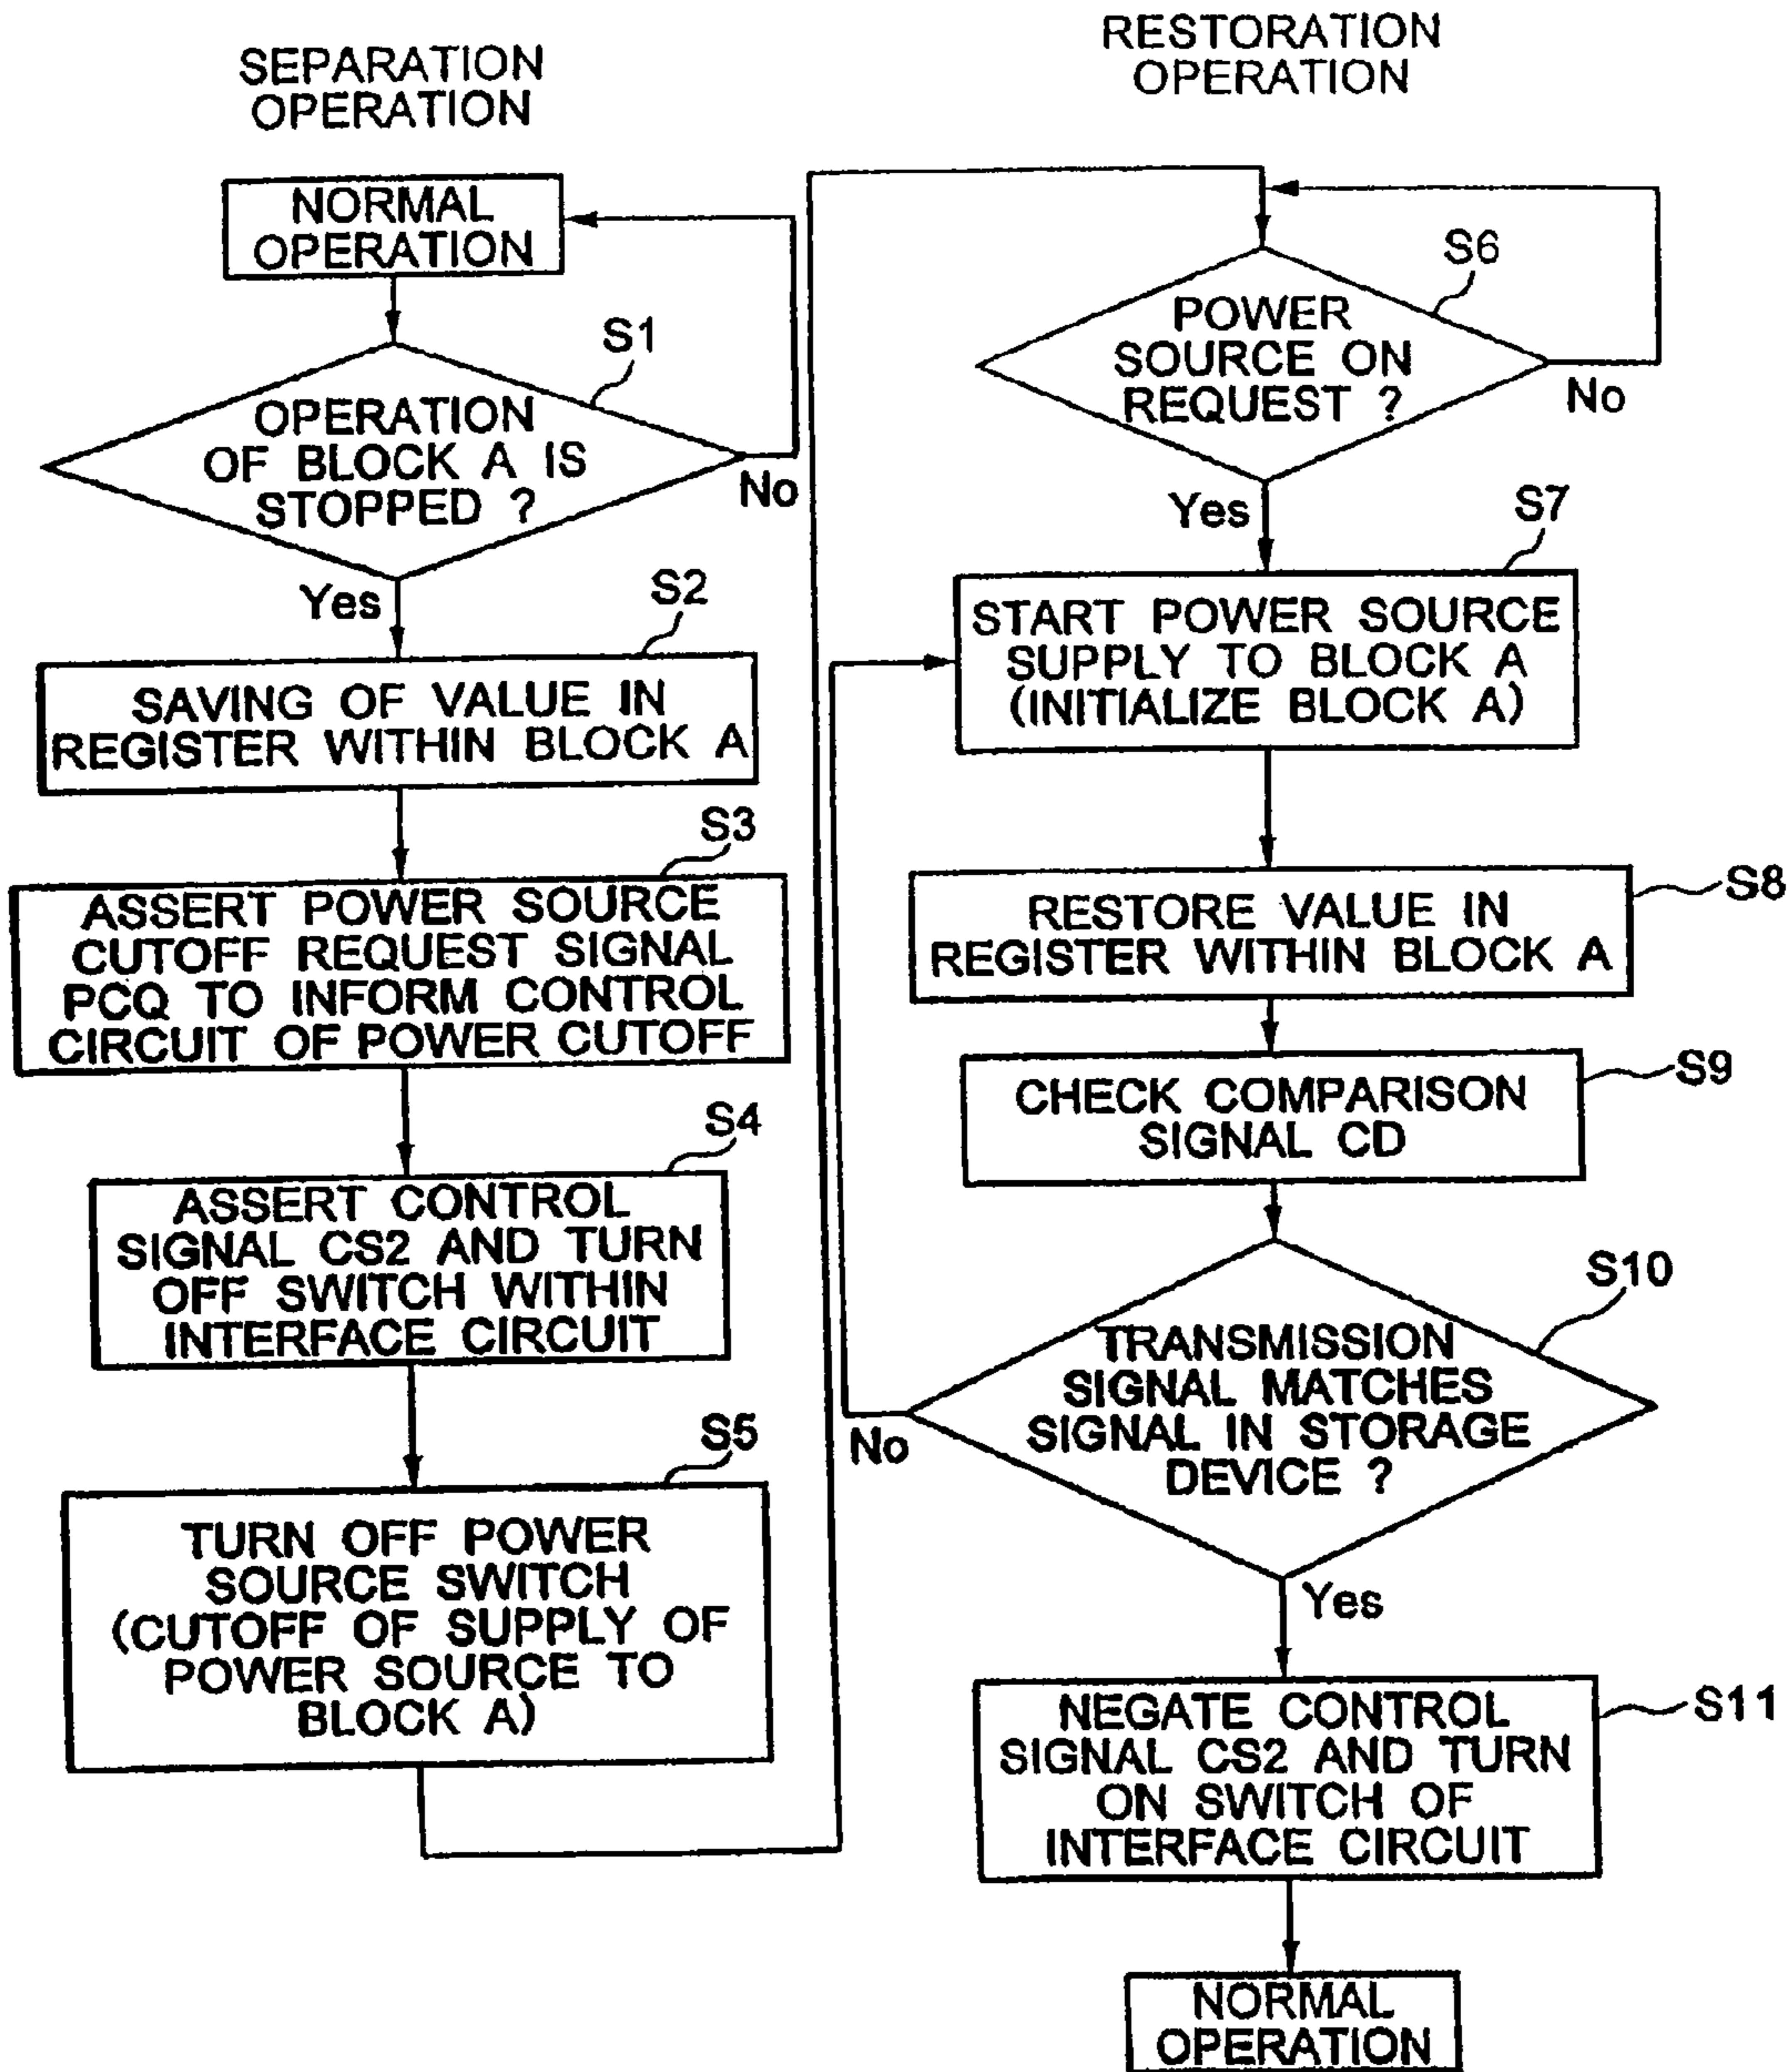 SEPARATION
OPERATION
NORMAL
OPERATION
S1
OPERATION
OF BLOCK A IS
STOPPED ?
No
Yes
S2
SAVING OF VALUE IN
REGISTER WITHIN BLOCK A
S3
ASSERT POWER SOURCE
CUTOFF REQUEST SIGNAL
PCQ TO INFORM CONTROL
CIRCUIT OF POWER CUTOFF
S4
ASSERT CONTROL
SIGNAL CS2 AND TURN
OFF SWITCH WITHIN
INTERFACE CIRCUIT
S5
TURN OFF POWER
SOURCE SWITCH
(CUTOFF OF SUPPLY OF
POWER SOURCE TO
BLOCK A)
RESTORATION
OPERATION
S6
POWER
SOURCE ON
REQUEST ?
No
Yes
S7
START POWER SOURCE
SUPPLY TO BLOCK A
(INITIALIZE BLOCK A)
S8
RESTORE VALUE IN
REGISTER WITHIN BLOCK A
S9
CHECK COMPARISON
SIGNAL CD
S10
TRANSMISSION
SIGNAL MATCHES
SIGNAL IN STORAGE
DEVICE ?
No
Yes
S11
NEGATE CONTROL
SIGNAL CS2 AND TURN
ON SWITCH OF
INTERFACE CIRCUIT
NORMAL
OPERATION